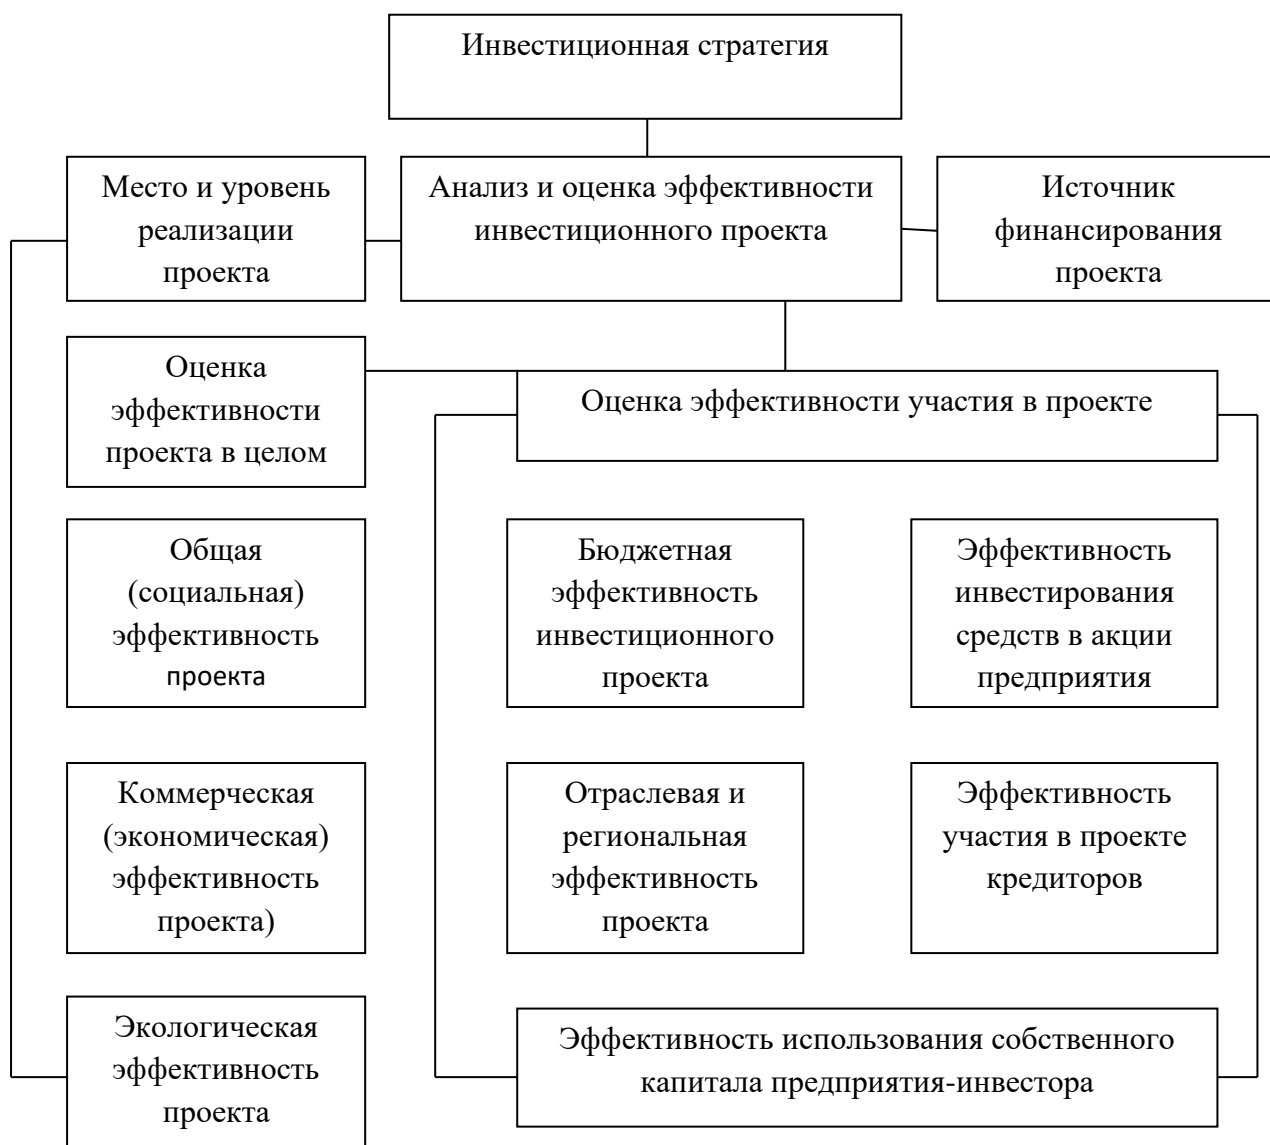 Инвестиционная стратегия
Место и уровень
реализации
проекта
Анализ и оценка эффективности
инвестиционного проекта
Источник
финансирования
проекта
Оценка
эффективности
проекта в целом
Оценка эффективности участия в проекте
Общая
(социальная)
эффективность
проекта
Бюджетная
эффективность
инвестиционного
проекта
Эффективность
инвестирования
средств в акции
предприятия
Коммерческая
(экономическая)
эффективность
проекта)
Отраслевая и
региональная
эффективность
проекта
Эффективность
участия в проекте
кредиторов
Экологическая
эффективность
проекта
Эффективность использования собственного
капитала предприятия-инвестора